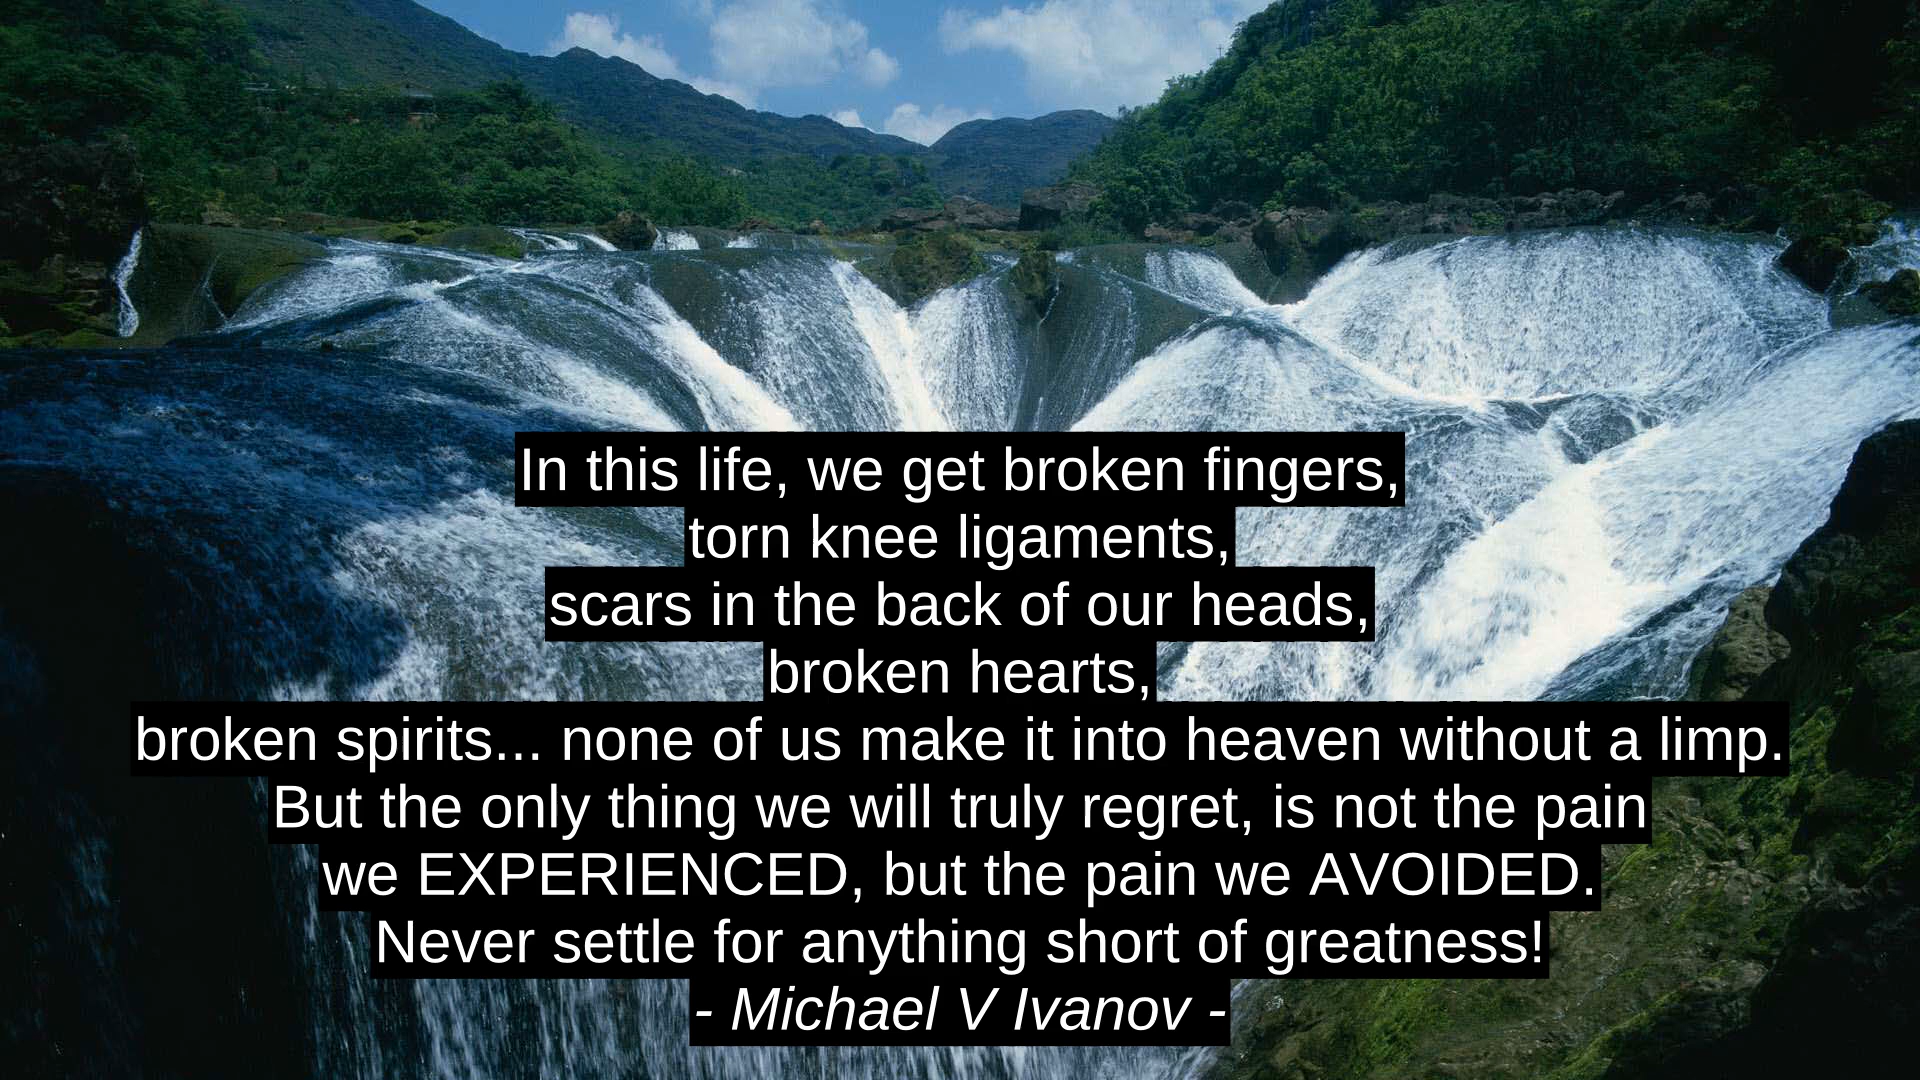 In this life, we get broken fingers,
torn knee ligaments,
scars in the back of our heads,
broken hearts,
broken spirits... none of us make it into heaven without a limp.
But the only thing we will truly regret, is not the pain
we EXPERIENCED, but the pain we AVOIDED.
Never settle for anything short of greatness!
- Michael V Ivanov -